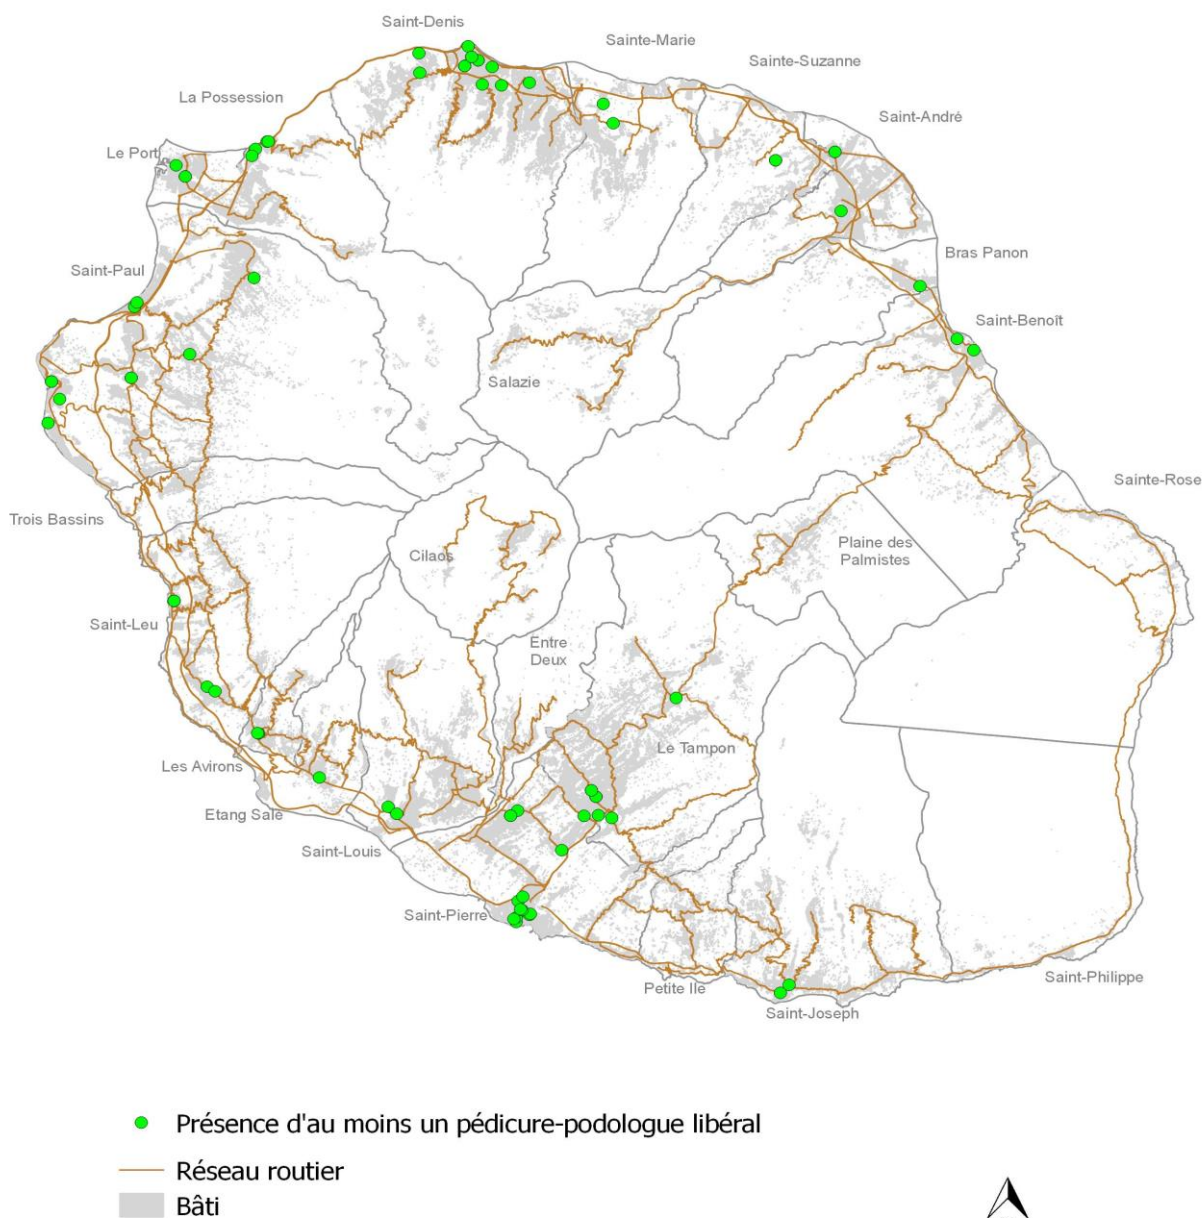 Saint-Denis
Sainte-Marie
Sainte-Suzanne
La Possession
Saint-André
Le Port
Saint-Paul
Bras Panon
Saint-Benoît
Salazie
Sainte-Rose
Trois Bassins
Cilaos
Plaine des
Palmistes
Saint-Leu
Entre
Deux
Le Tampon
Les Avirons
Etang Salé
Saint-Louis
Saint-Pierre
Petite Ile
Saint-Philippe
Saint-Joseph
Présence d'au moins un pédicure-podologue libéral
Réseau routier
Bâti